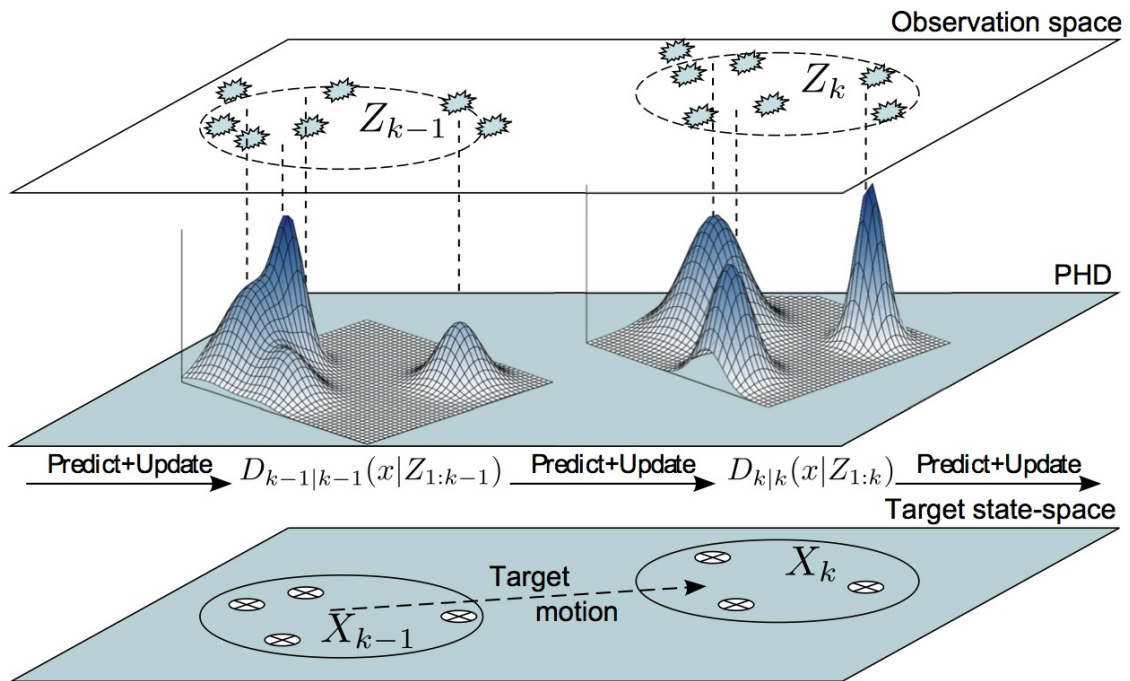 Observation space
Z_{k-1}
Z_k
PHD
Predict+Update D_{k-1|k-1}(x|Z_{1:k-1}) Predict+Update D_{k|k}(x|Z_{1:k}) Predict+Update
Target state-space
Target
motion
X_{k-1}
X_k